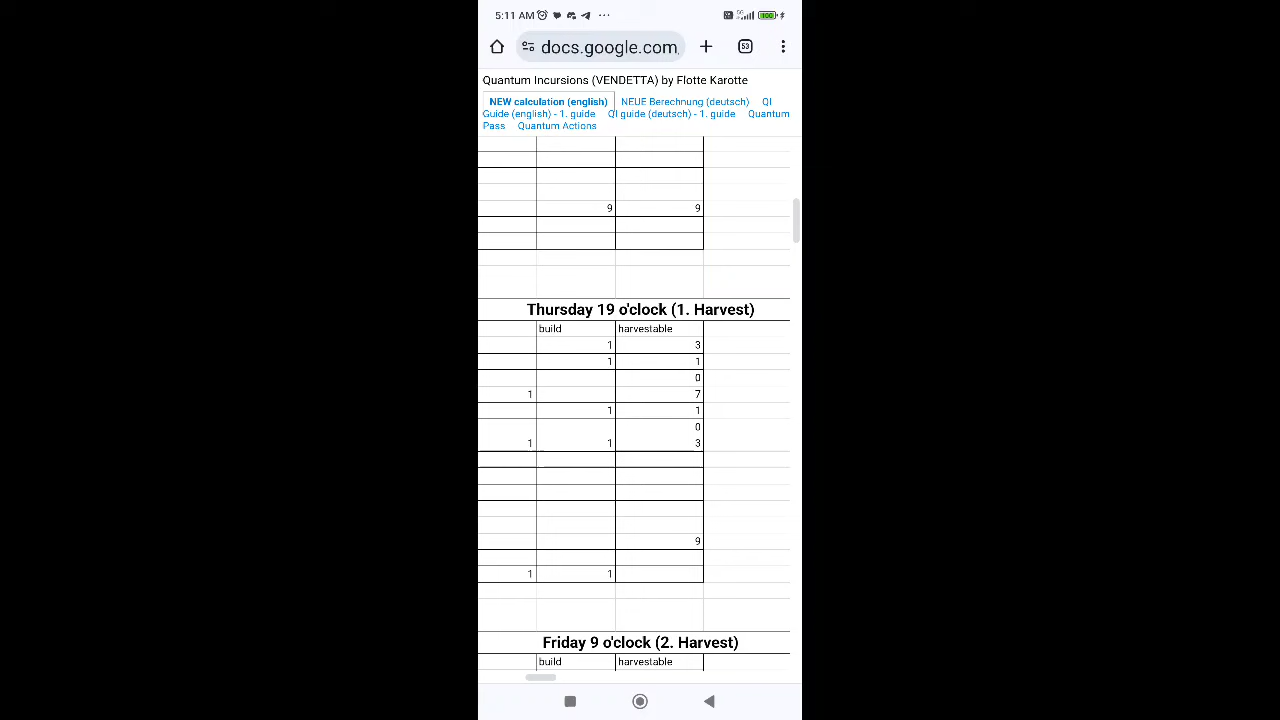 5:11 AM
5G
100
docs.google.com,
53
Quantum Incursions (VENDETTA) by Flotte Karotte
NEW calculation (english) NEUE Berechnung (deutsch) QI
Guide (english) - 1. guide QI guide (deutsch) - 1. guide Quantum
Pass Quantum Actions
9 9
Thursday 19 o'clock (1. Harvest)
build harvestable
1 3
1 1
0
1 7
1 1
0
1 1 3
9
1 1
Friday 9 o'clock (2. Harvest)
build harvestable